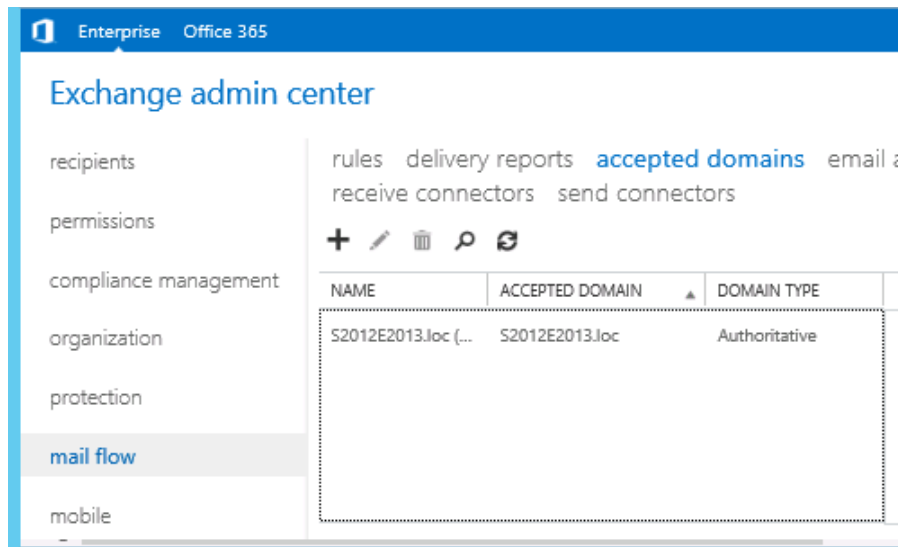 Enterprise Office 365
Exchange admin center
recipients
permissions
compliance management
organization
protection
mail flow
mobile
rules delivery reports accepted domains email
receive connectors send connectors
NAME ACCEPTED DOMAIN DOMAIN TYPE
S2012E2013.loc (... S2012E2013.loc Authoritative